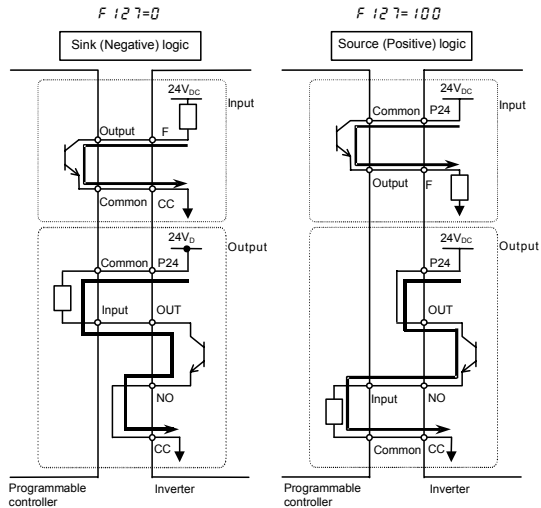 F127=0
Sink (Negative) logic
24VDC
Input
Output
F
Common
CC
24VD
Output
Common
P24
Input
OUT
NO
CC
Programmable
controller
Inverter
F127=100
Source (Positive) logic
24VDC
Input
Common
P24
Output
F
24VDC
Output
P24
OUT
Input
NO
Common
CC
Programmable
controller
Inverter